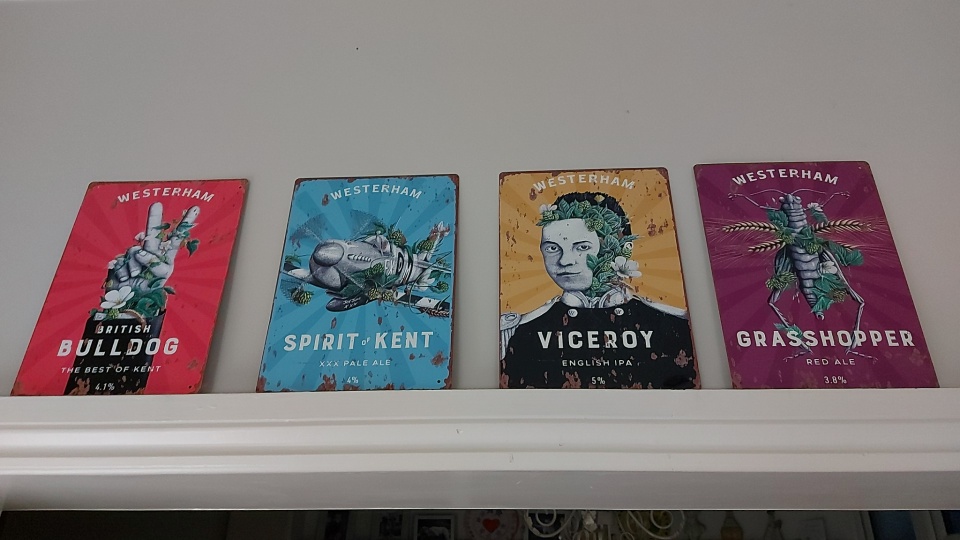 WESTERHAM
BRITISH
BULLDOG
THE BEST OF KENT
4.1%
WESTERHAM
SPIRIT of KENT
XXX PALE ALE
4%
WESTERHAM
VICEROY
ENGLISH IPA
5%
WESTERHAM
GRASSHOPPER
RED ALE
3.8%